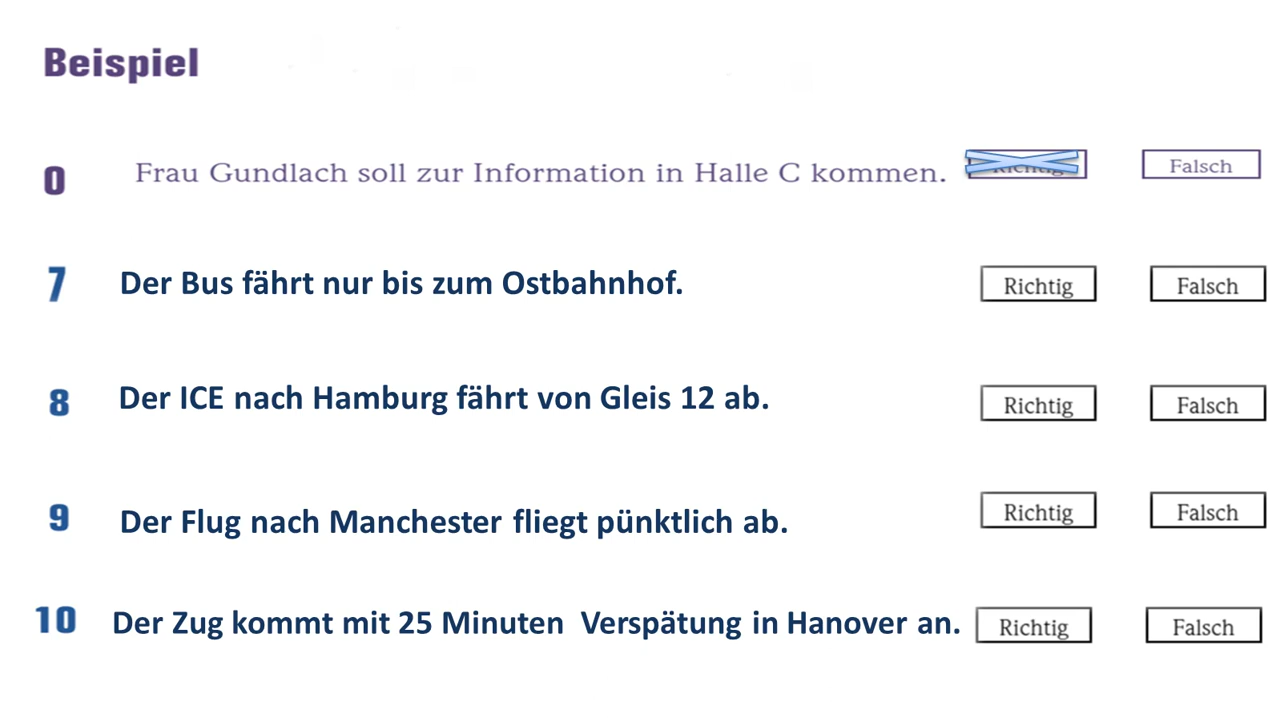 Beispiel
0 Frau Gundlach soll zur Information in Halle C kommen. Richtig Falsch
7 Der Bus fährt nur bis zum Ostbahnhof. Richtig Falsch
8 Der ICE nach Hamburg fährt von Gleis 12 ab. Richtig Falsch
9 Der Flug nach Manchester fliegt pünktlich ab. Richtig Falsch
10 Der Zug kommt mit 25 Minuten Verspätung in Hanover an. Richtig Falsch